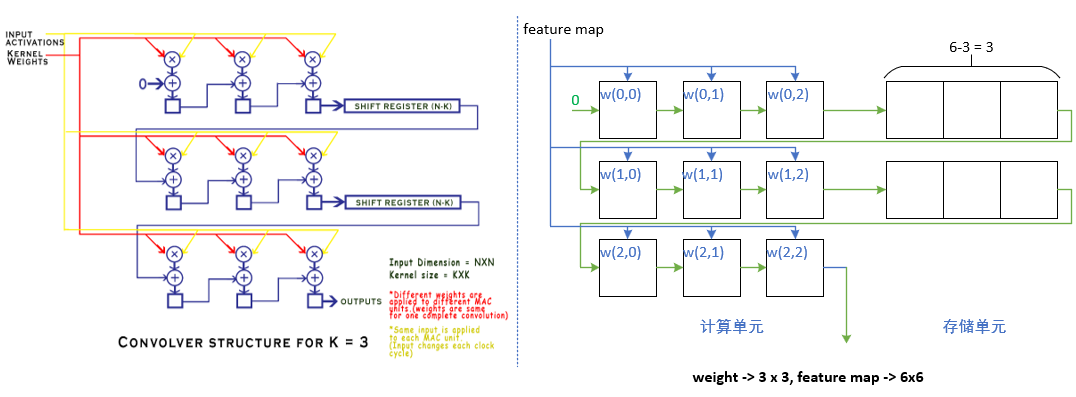 INPUT
ACTIVATIONS
KERNEL
WEIGHTS
0
SHIFT REGISTER (N-K)
SHIFT REGISTER (N-K)
OUTPUTS
Input Dimension = NXN
Kernel size = KXK
*Different weights are
applied to different MAC
units.(weights are same
for one complete convolution)
*Same input is applied
to each MAC unit.
(Input changes each clock
cycle)
CONVOLVER STRUCTURE FOR K = 3
feature map
6-3 = 3
0
w(0,0)
w(0,1)
w(0,2)
w(1,0)
w(1,1)
w(1,2)
w(2,0)
w(2,1)
w(2,2)
计算单元
存储单元
weight -> 3 x 3, feature map -> 6x6